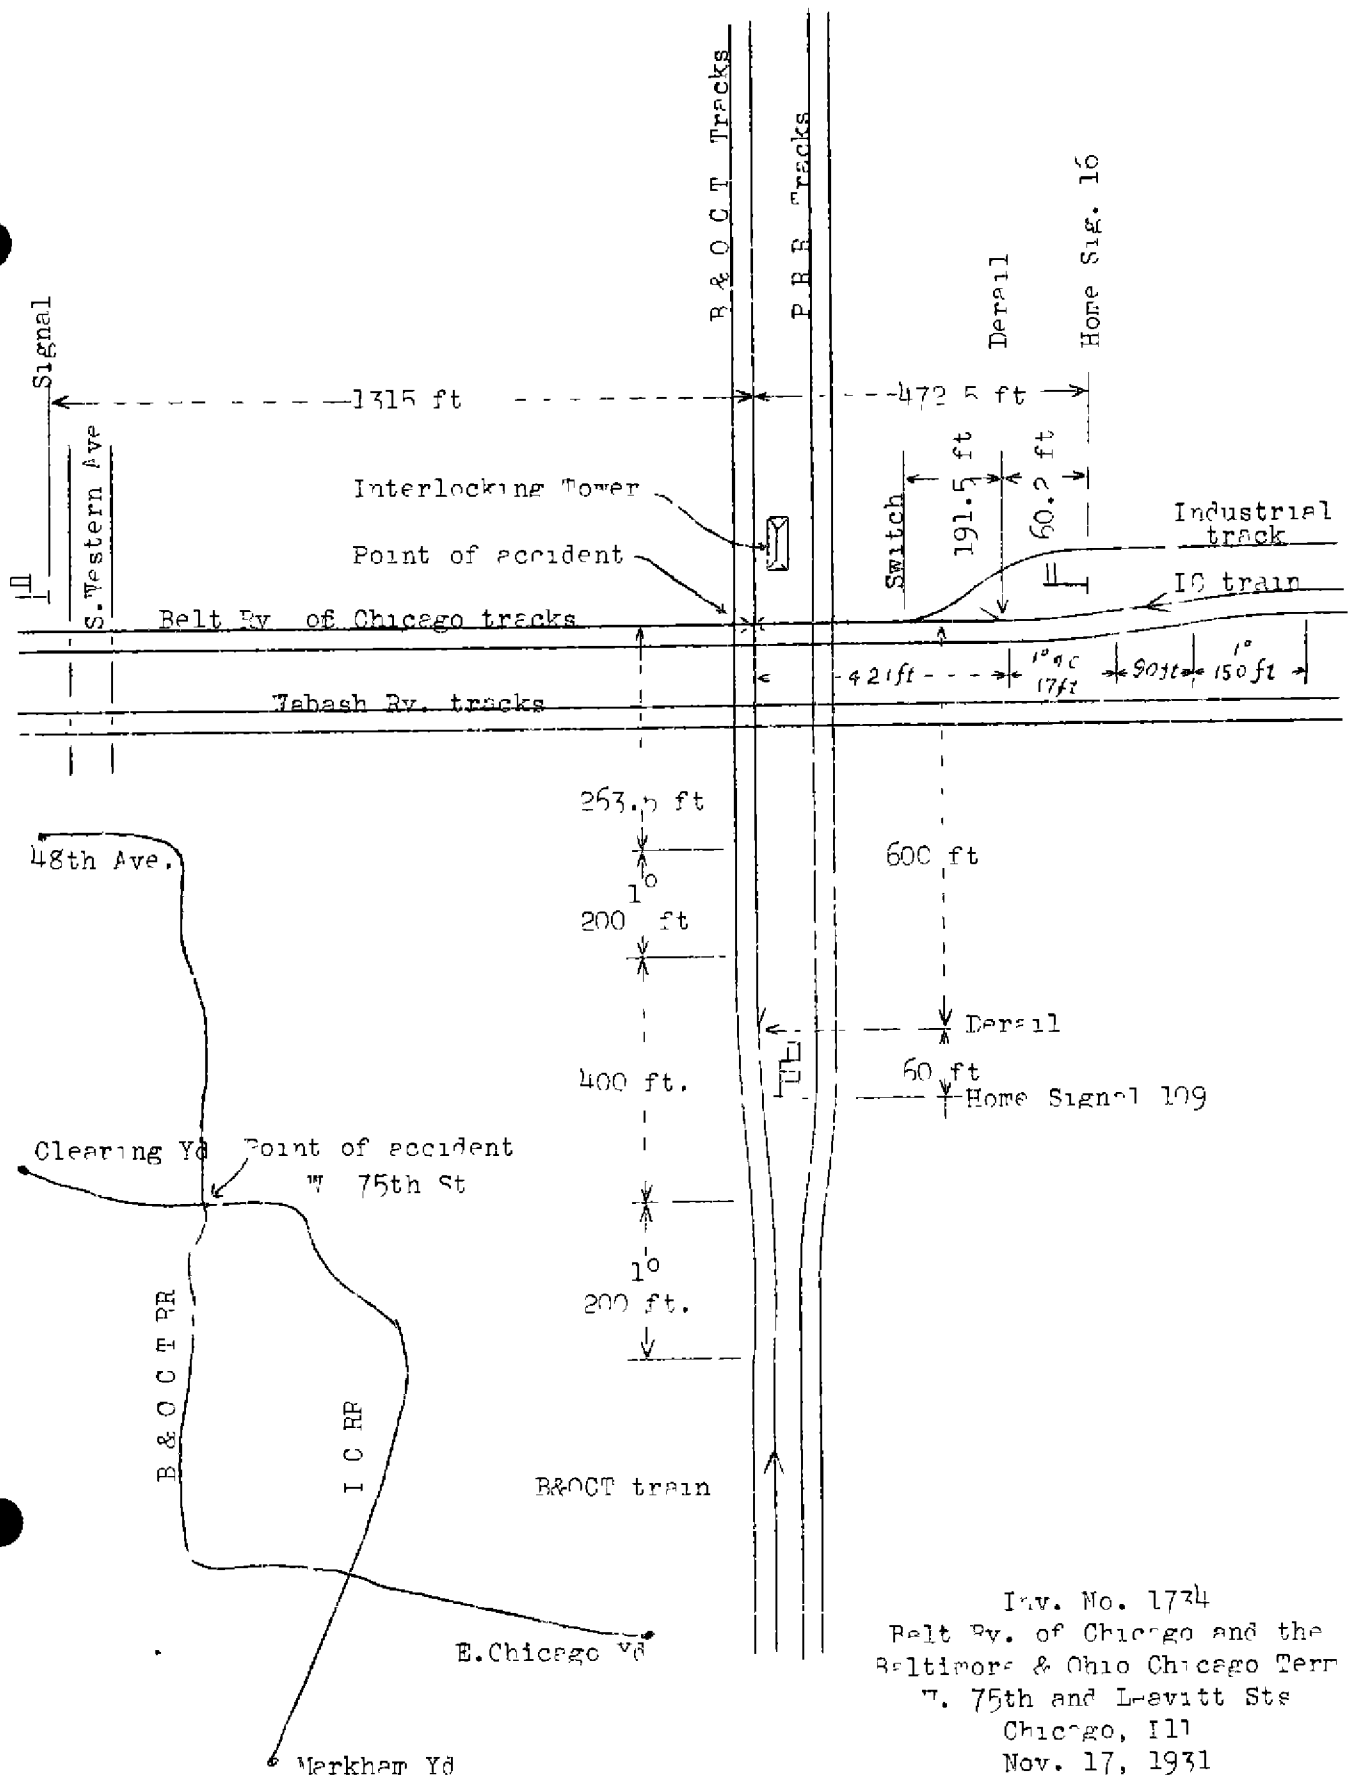 B & O C T Tracks
P R R Tracks
Home Sig. 16
Derail
Signal
1315 ft
472.5 ft
S. Western Ave
Interlocking Tower
Point of accident
Switch
191.5 ft
60.2 ft
Industrial
track
IC train
Belt Ry of Chicago tracks
421 ft
17ft
90ft
1°
150 ft
Wabash Ry. tracks
ft
48th Ave.
1°
200 ft
600 ft
Derail
400 ft.
60 ft
Home Signal 109
Clearing Yd
Point of accident
W 75th St
1°
200 ft.
B & O C T RR
I C RR
B&OCT train
E.Chicago Yd
Markham Yd
Inv. No. 1734
Belt Ry. of Chicago and the
Baltimore & Ohio Chicago Term
W. 75th and Leavitt Sts
Chicago, Ill
Nov. 17, 1931